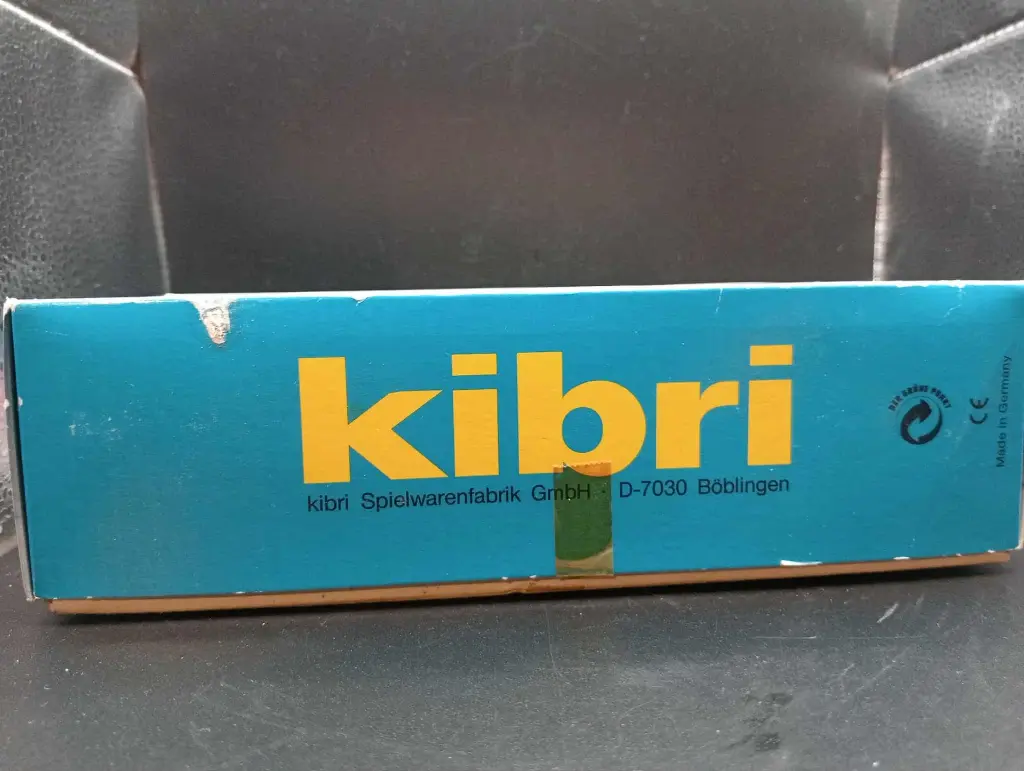 kibri
kibri Spielwarenfabrik GmbH · D-7030 Böblingen
DER GRÜNE PUNKT
CE
Made in Germany